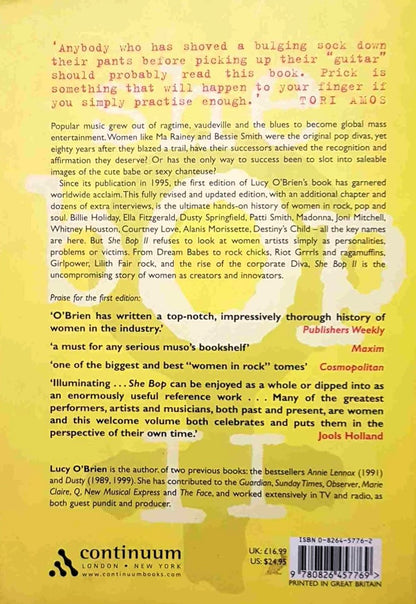 'Anybody who has shoved a bulging sock down
their pants before picking up their "guitar"
should probably read this book. Prick is
something that will happen to your finger if
you simply practise enough.' TORI AMOS
Popular music grew out of ragtime, vaudeville and the blues to become global mass
entertainment. Women like Ma Rainey and Bessie Smith were the original pop divas, yet
eighty years after they blazed a trail, have their successors achieved the recognition and
affirmation they deserve? Or has the only way to success been to slot into saleable
images of the cute babe or sexy chanteuse?
Since its publication in 1995, the first edition of Lucy O'Brien's book has garnered
worldwide acclaim. This fully revised and updated edition, with an additional chapter and
dozens of extra interviews, is the ultimate hands-on history of women in rock, pop and
soul. Billie Holiday, Ella Fitzgerald, Dusty Springfield, Patti Smith, Madonna, Joni Mitchell,
Whitney Houston, Courtney Love, Alanis Morissette, Destiny's Child – all the key names
are here. But She Bop II refuses to look at women artists simply as personalities,
problems or victims. From Dream Babes to rock chicks, Riot Grrrls and ragamuffins,
Girlpower, Lilith Fair rock, and the rise of the corporate Diva, She Bop II is the
uncompromising story of women as creators and innovators.
Praise for the first edition:
'O'Brien has written a top-notch, impressively thorough history of
women in the industry.' Publishers Weekly
'a must for any serious muso's bookshelf' Maxim
'one of the biggest and best "women in rock" tomes' Cosmopolitan
'Illuminating . . . She Bop can be enjoyed as a whole or dipped into as
an enormously useful reference work . . . Many of the greatest
performers, artists and musicians, both past and present, are women
and this welcome volume both celebrates and puts them in the
perspective of their own time.' Jools Holland
Lucy O'Brien is the author of two previous books: the bestsellers Annie Lennox (1991)
and Dusty (1989, 1999). She has contributed to the Guardian, Sunday Times, Observer, Marie
Claire, Q, New Musical Express and The Face, and worked extensively in TV and radio, as
both guest pundit and producer.
continuum
LONDON • NEW YORK
www.continuumbooks.com
UK: £16.99
US: $24.95
ISBN 0-8264-5776-2
9 780826 457769 >
PRINTED IN GREAT BRITAIN